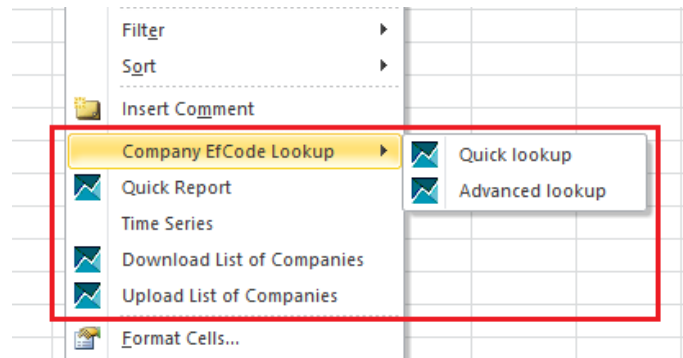 Filter
Sort
Insert Comment
Company EfCode Lookup
Quick lookup
Quick Report
Advanced lookup
Time Series
Download List of Companies
Upload List of Companies
Format Cells...